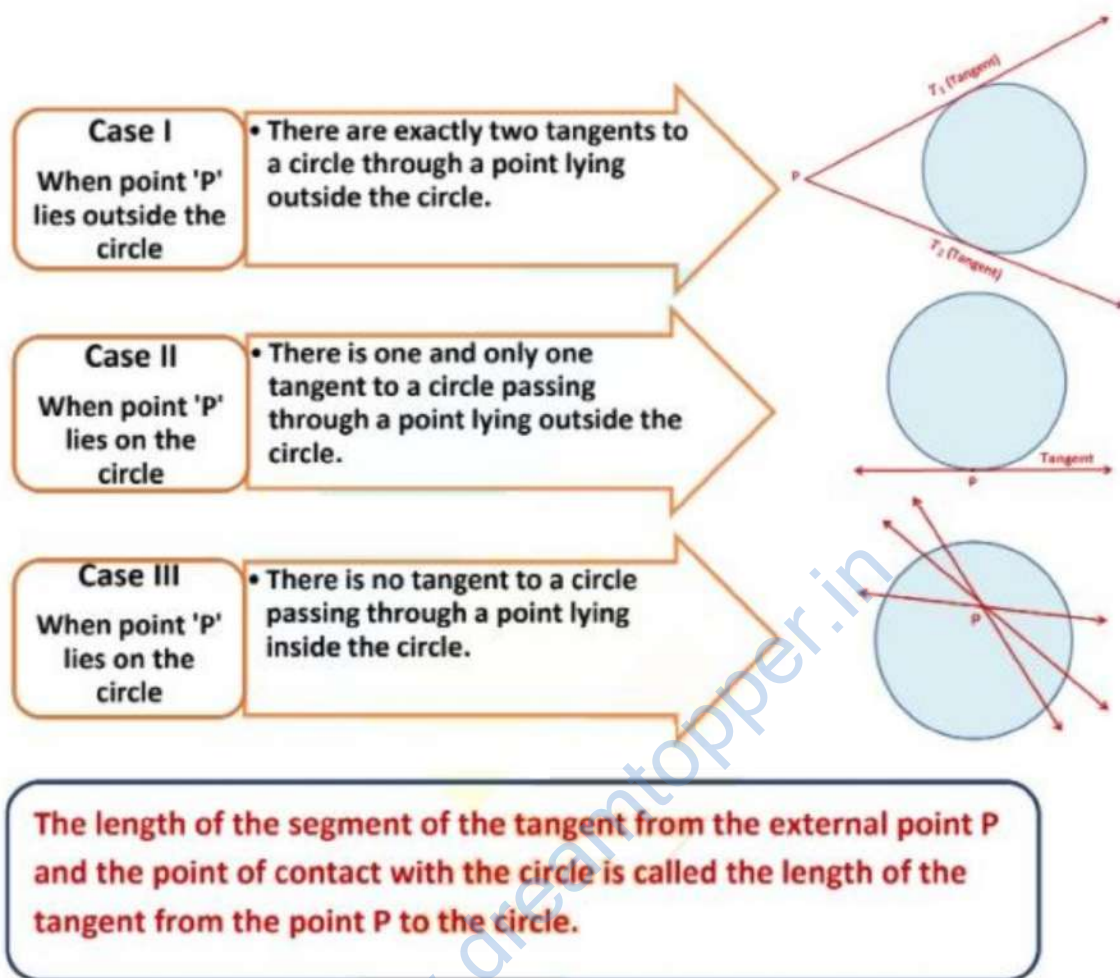 Case I
When point 'P'
lies outside the
circle
• There are exactly two tangents to
a circle through a point lying
outside the circle.
P
T₁ (Tangent)
T₂ (Tangent)
Case II
When point 'P'
lies on the
circle
• There is one and only one
tangent to a circle passing
through a point lying outside the
circle.
Tangent
P
Case III
When point 'P'
lies on the
circle
• There is no tangent to a circle
passing through a point lying
inside the circle.
P
dreamtopper.in
The length of the segment of the tangent from the external point P
and the point of contact with the circle is called the length of the
tangent from the point P to the circle.